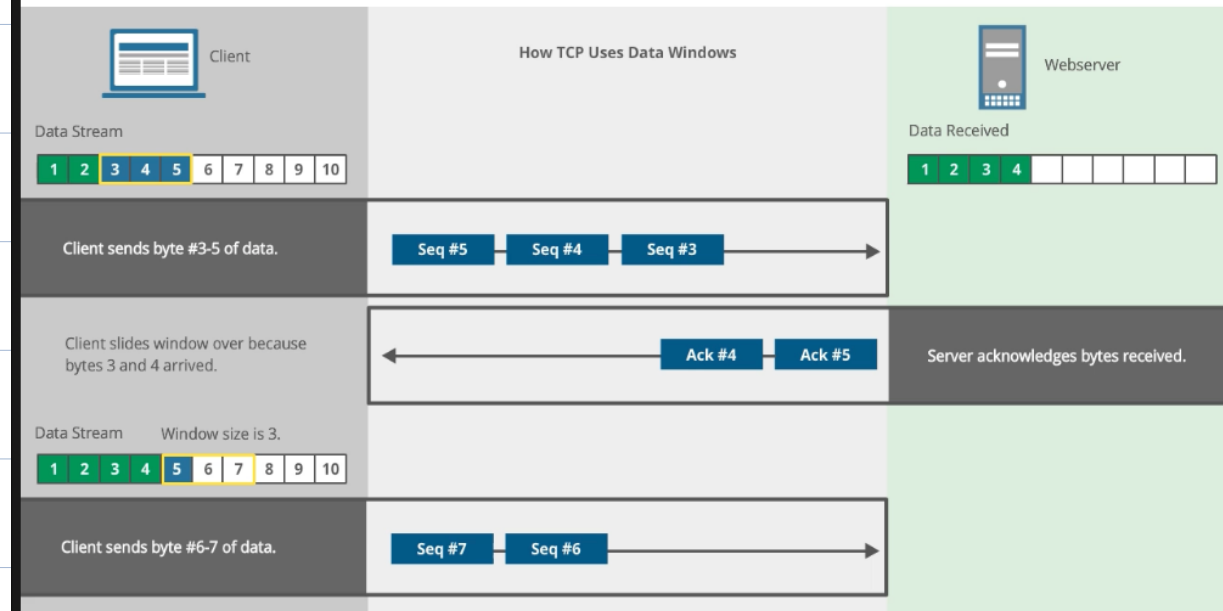 Client
How TCP Uses Data Windows
Webserver
Data Stream
Data Received
1 2 3 4 5 6 7 8 9 10
1 2 3 4
Client sends byte #3-5 of data.
Seq #5 Seq #4 Seq #3
Client slides window over because
bytes 3 and 4 arrived.
Ack #4 Ack #5
Server acknowledges bytes received.
Data Stream Window size is 3.
1 2 3 4 5 6 7 8 9 10
Client sends byte #6-7 of data.
Seq #7 Seq #6